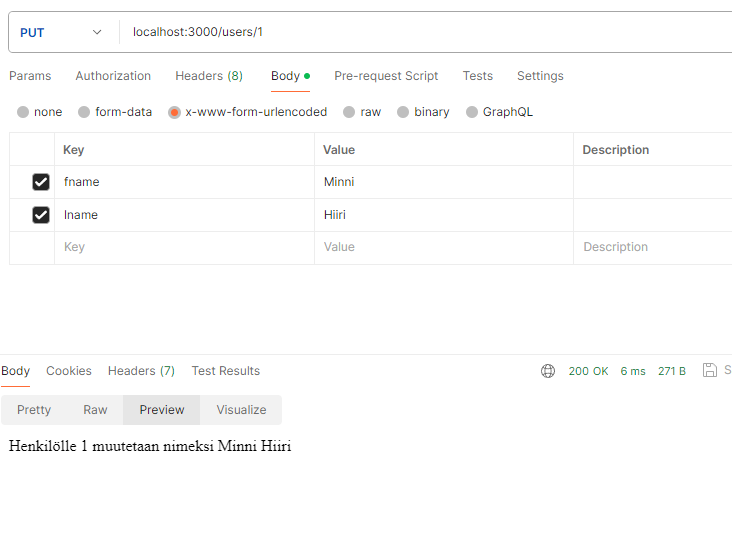 PUT localhost:3000/users/1
Params Authorization Headers (8) Body Pre-request Script Tests Settings
none form-data x-www-form-urlencoded raw binary GraphQL
Key Value Description
fname Minni
lname Hiiri
Key Value Description
Body Cookies Headers (7) Test Results 200 OK 6 ms 271 B S
Pretty Raw Preview Visualize
Henkilölle 1 muutetaan nimeksi Minni Hiiri